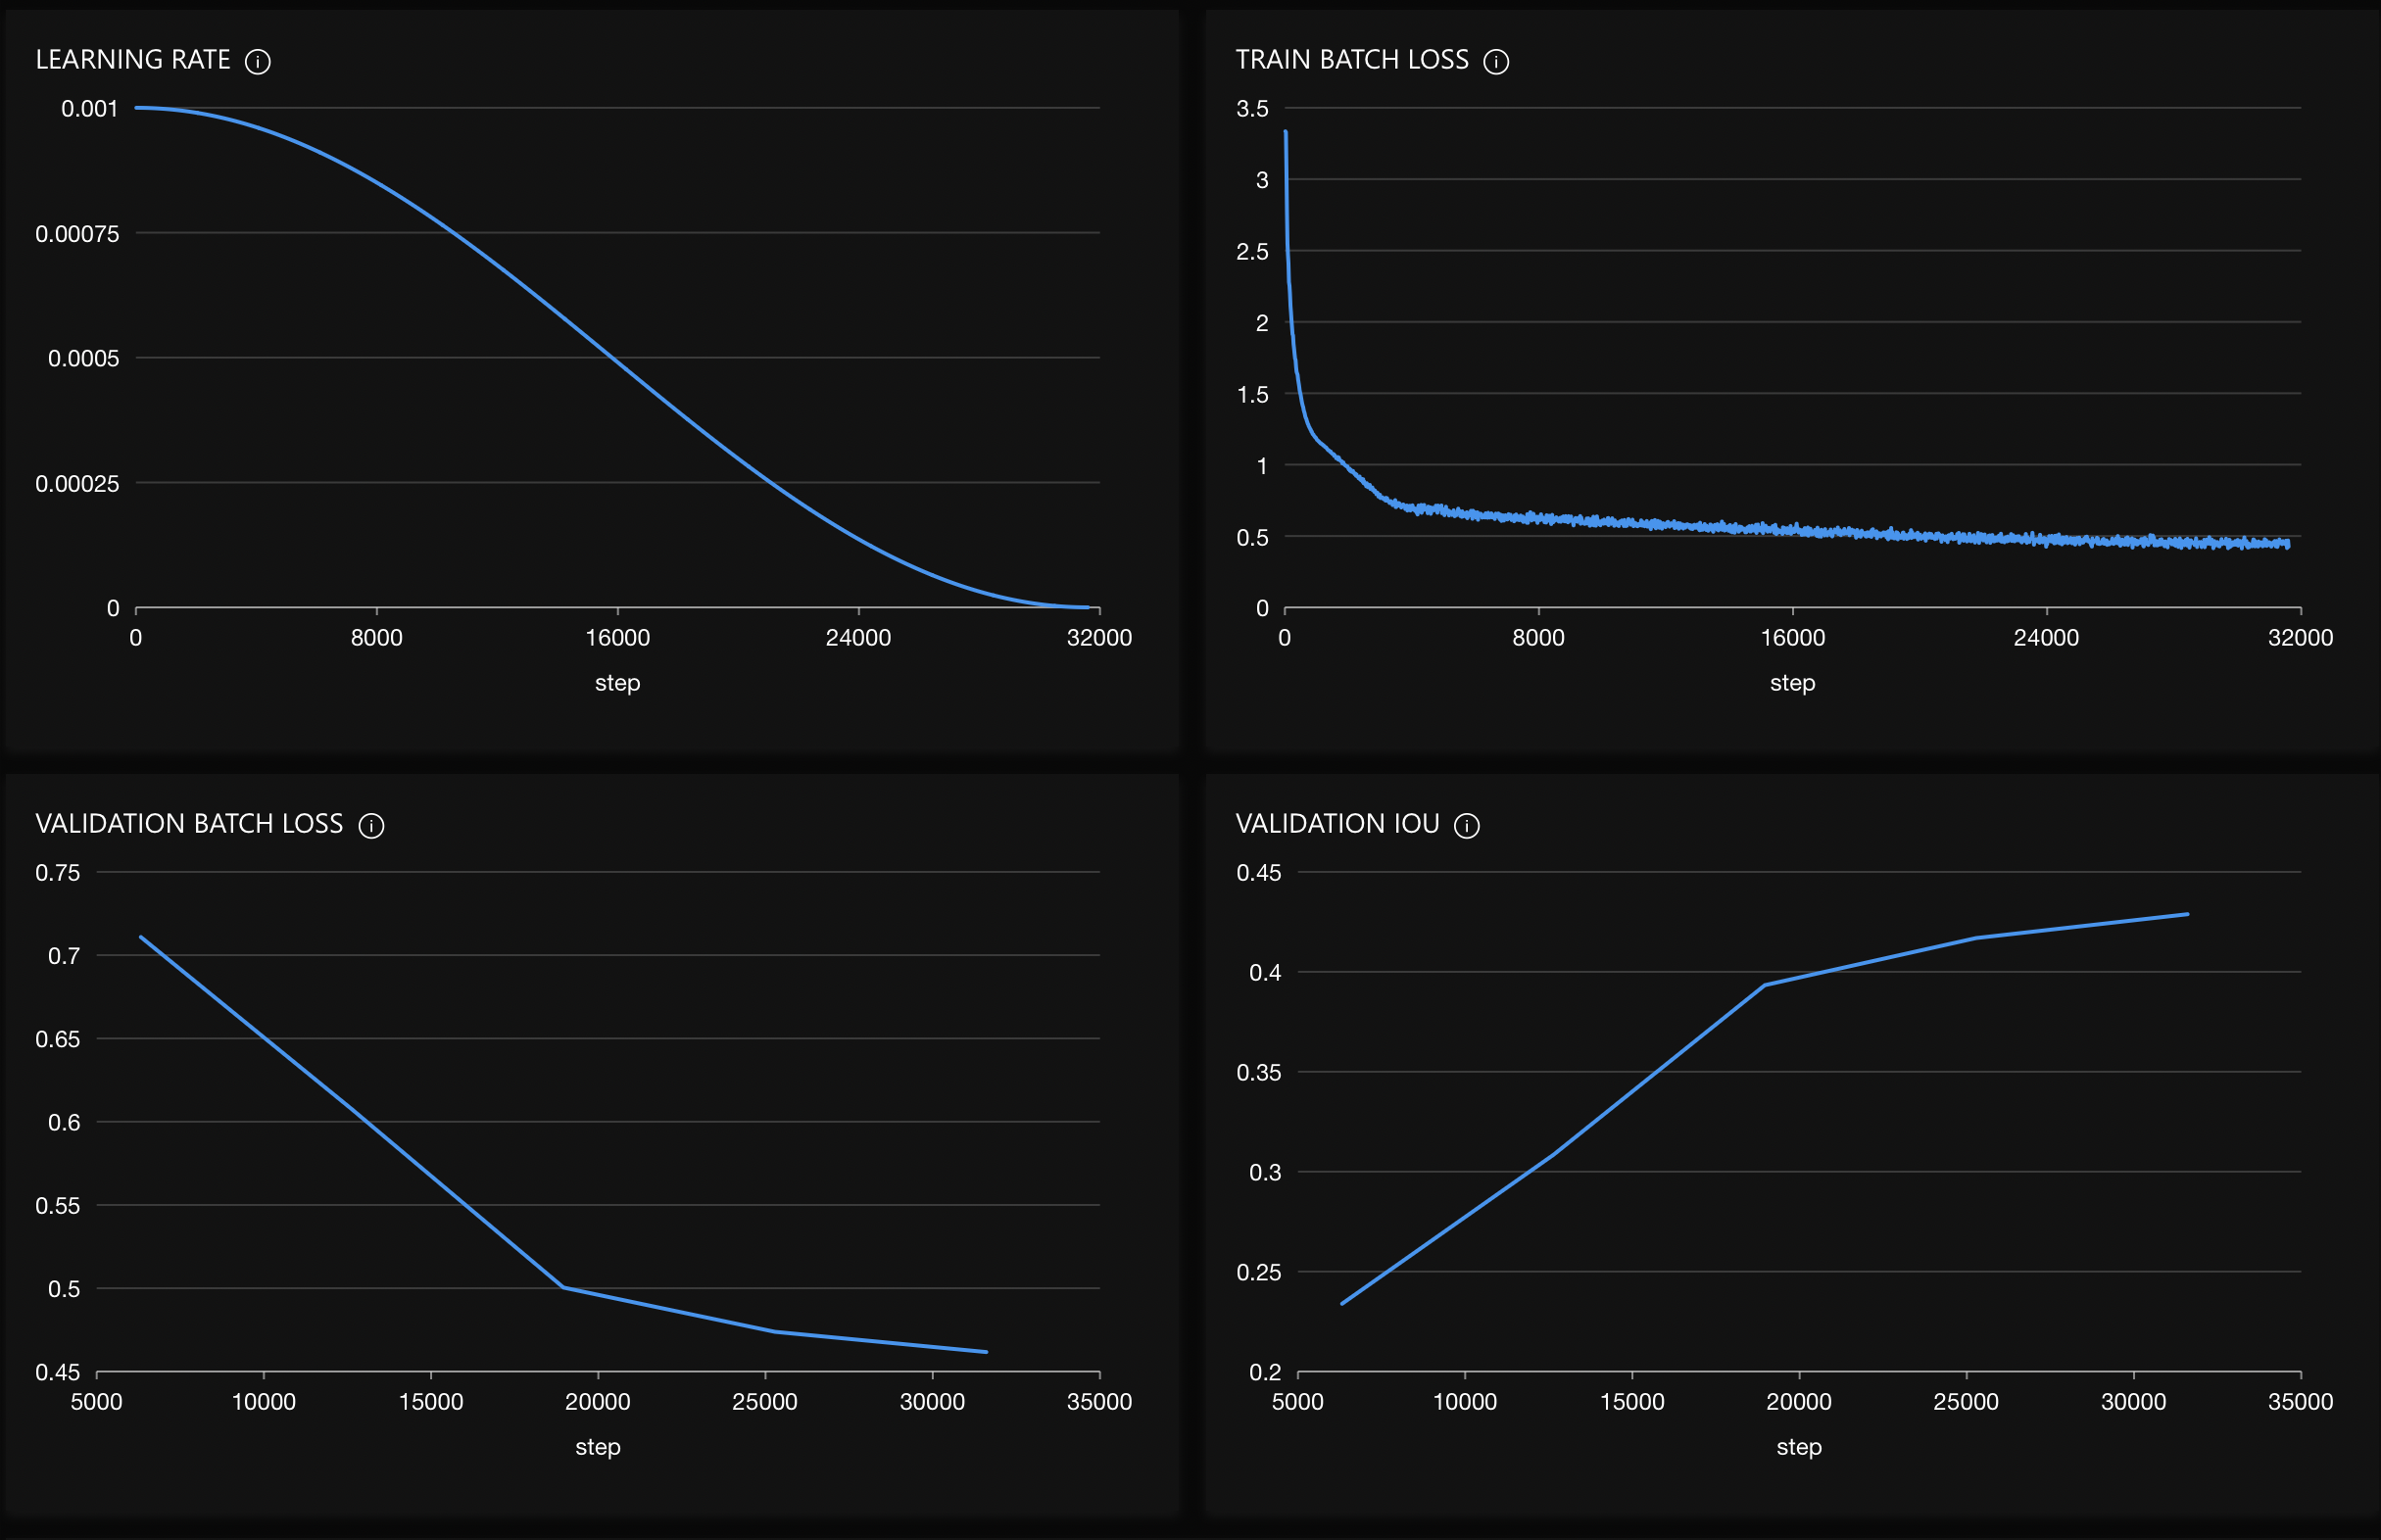 LEARNING RATE
0.001
0.00075
0.0005
0.00025
0
0 8000 16000 24000 32000
step
TRAIN BATCH LOSS
3.5
3
2.5
2
1.5
1
0.5
0
0 8000 16000 24000 32000
step
VALIDATION BATCH LOSS
0.75
0.7
0.65
0.6
0.55
0.5
0.45
5000 10000 15000 20000 25000 30000 35000
step
VALIDATION IOU
0.45
0.4
0.35
0.3
0.25
0.2
5000 10000 15000 20000 25000 30000 35000
step